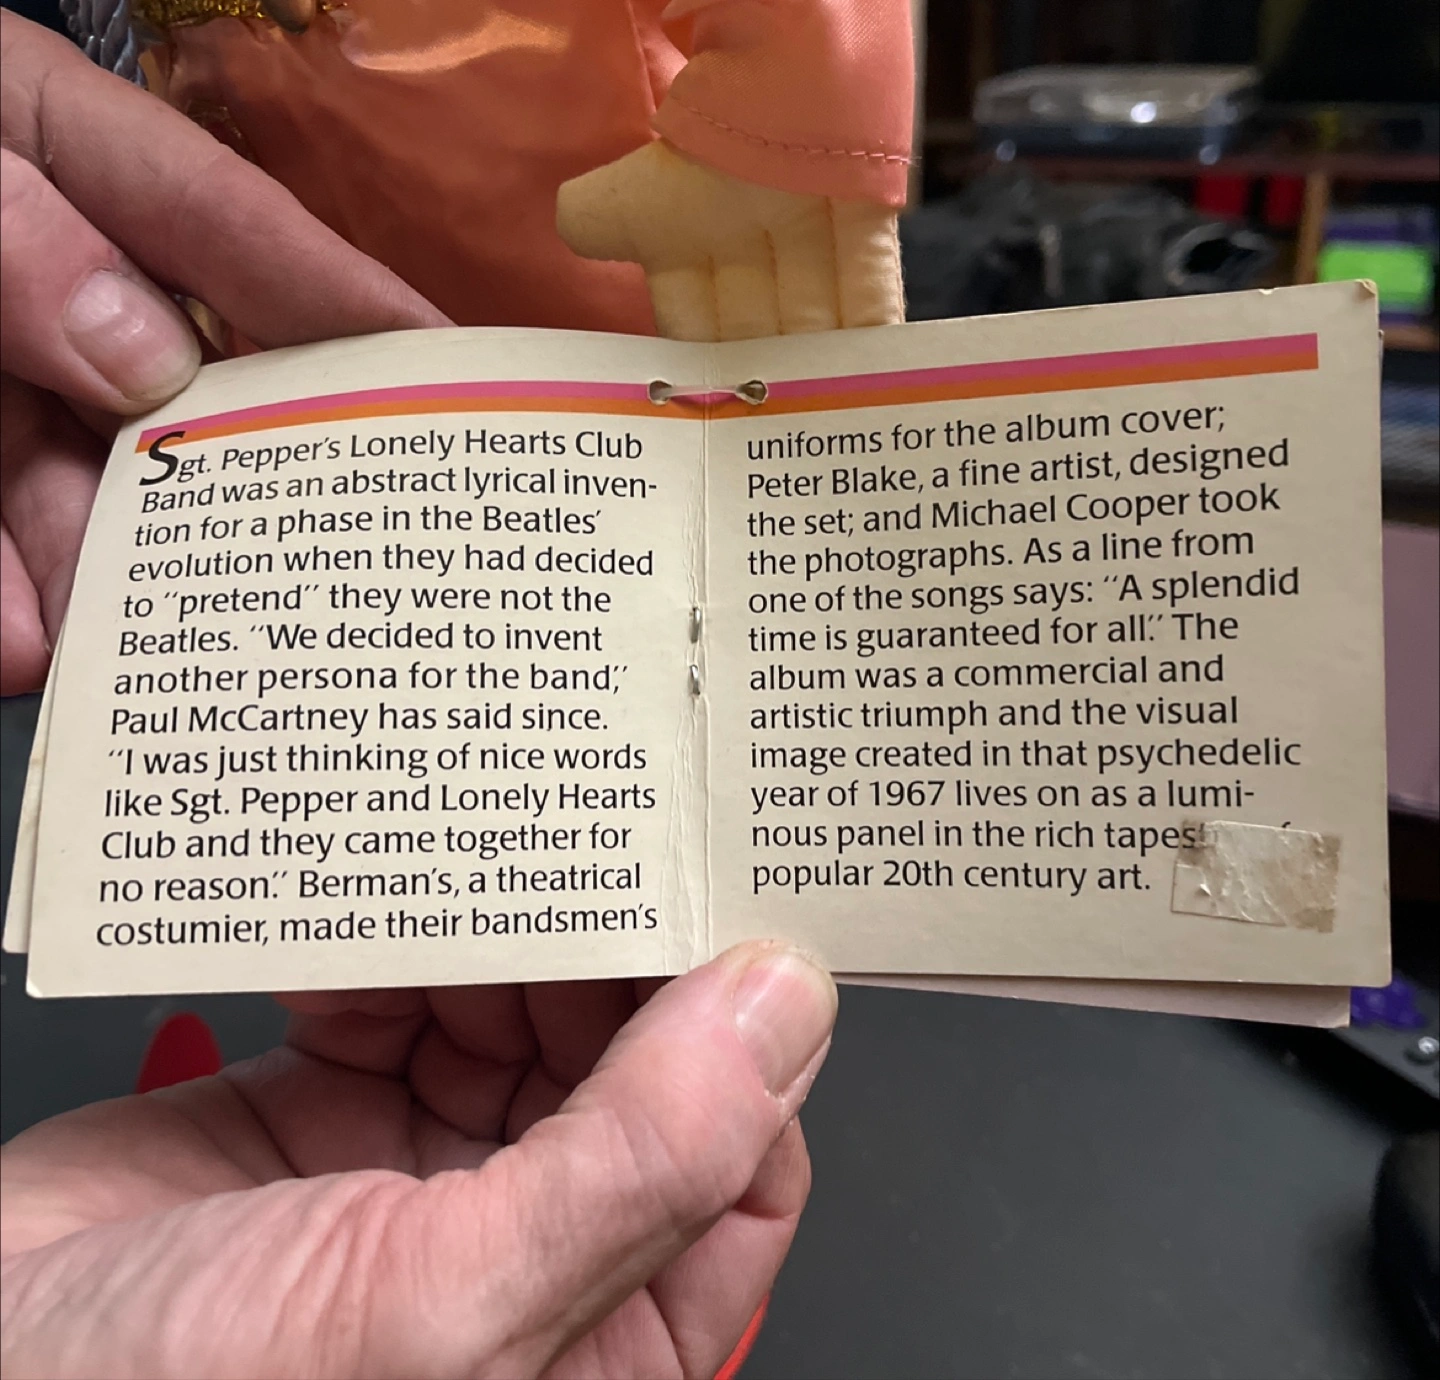 Sgt. Pepper's Lonely Hearts Club
Band was an abstract lyrical inven-
tion for a phase in the Beatles'
evolution when they had decided
to "pretend" they were not the
Beatles. "We decided to invent
another persona for the band,"
Paul McCartney has said since.
"I was just thinking of nice words
like Sgt. Pepper and Lonely Hearts
Club and they came together for
no reason." Berman's, a theatrical
costumier, made their bandsmen's
uniforms for the album cover;
Peter Blake, a fine artist, designed
the set; and Michael Cooper took
the photographs. As a line from
one of the songs says: "A splendid
time is guaranteed for all." The
album was a commercial and
artistic triumph and the visual
image created in that psychedelic
year of 1967 lives on as a lumi-
nous panel in the rich
popular 20th century art.